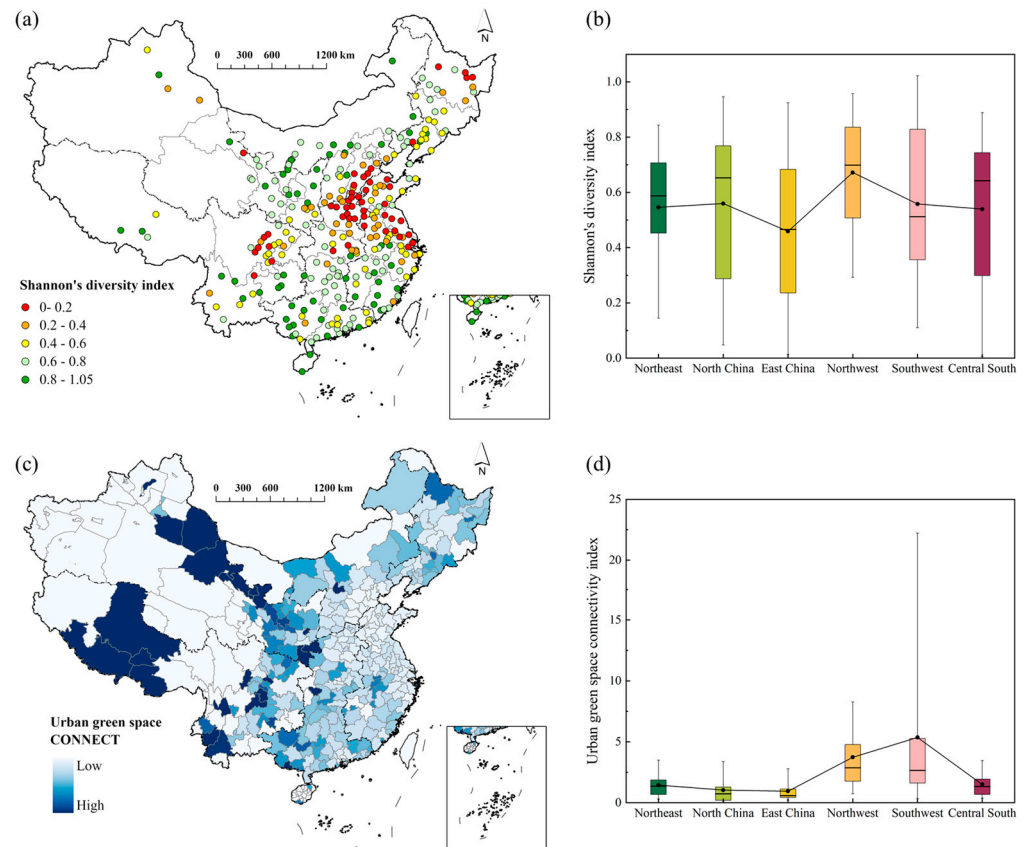 (a)
N
0 300 600 1200 km
Shannon's diversity index
0- 0.2
0.2 - 0.4
0.4 - 0.6
0.6 - 0.8
0.8 - 1.05
(b)
Shannon's diversity index
1.0
0.8
0.6
0.4
0.2
0.0
Northeast North China East China Northwest Southwest Central South
(c)
N
0 300 600 1200 km
Urban green space
CONNECT
Low
High
(d)
Urban green space connectivity index
25
20
15
10
5
0
Northeast North China East China Northwest Southwest Central South